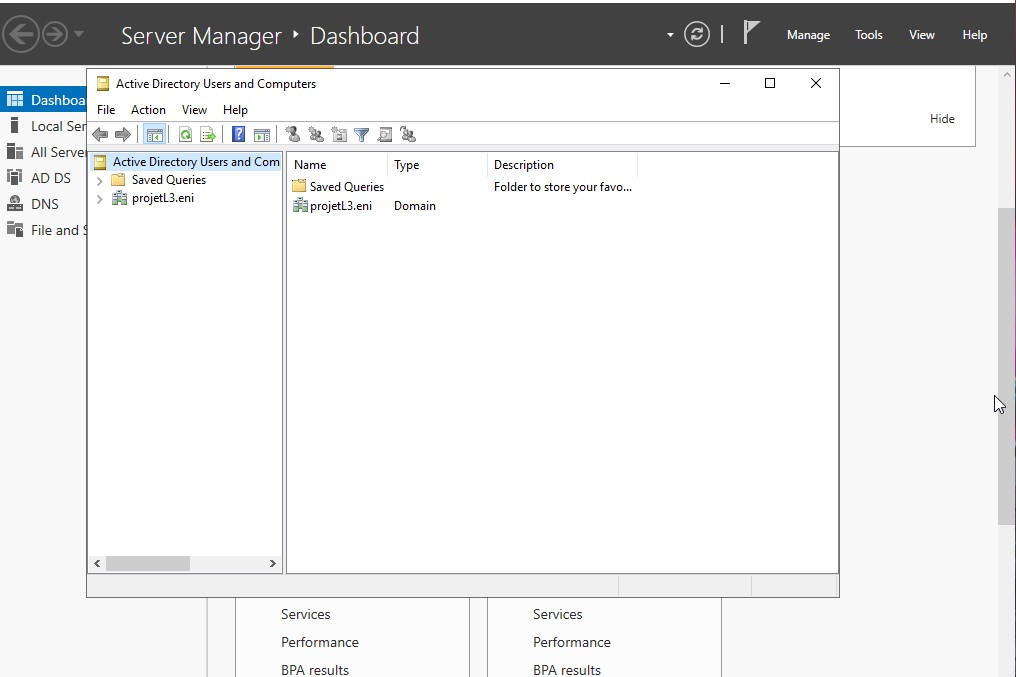 Server Manager ‣ Dashboard
Manage Tools View Help
Hide
Dashboa
Local Ser
All Server
AD DS
DNS
File and S
Active Directory Users and Computers
File Action View Help
Active Directory Users and Com
Saved Queries
projetL3.eni
Name Type Description
Saved Queries Folder to store your favo...
projetL3.eni Domain
Services
Performance
BPA results
Services
Performance
BPA results